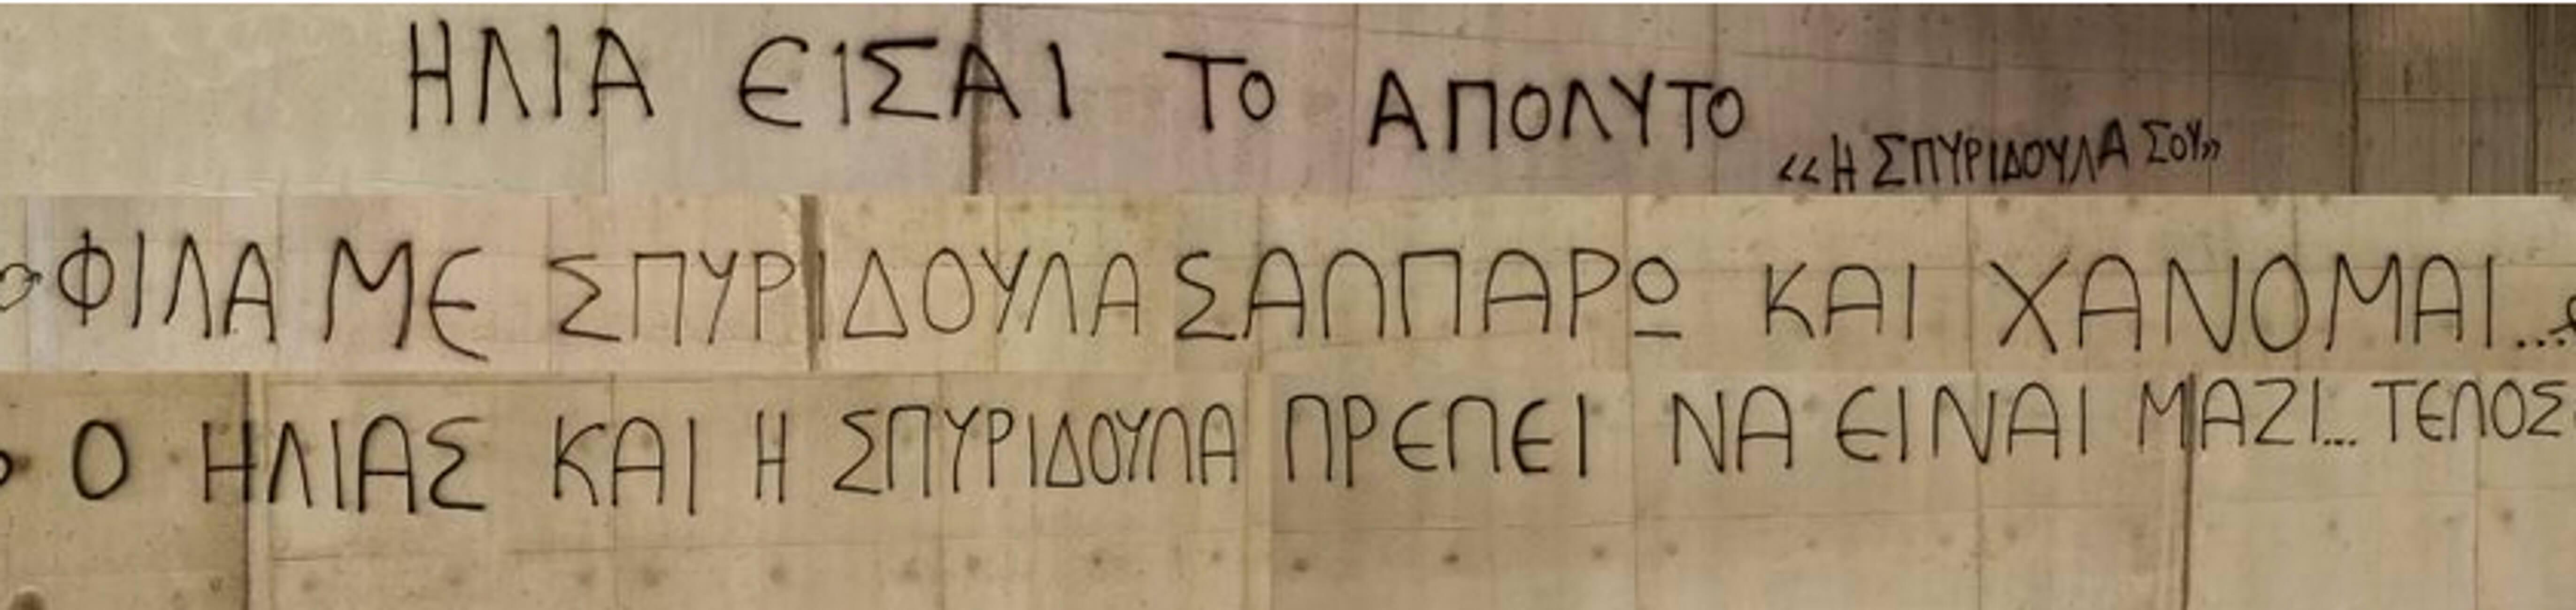 ΗΛΙΑ ΕΙΣΑΙ ΤΟ ΑΠΟΛΥΤΟ
«Η ΣΠΥΡΙΔΟΥΛΑ ΣΟΥ»
ΦΙΛΑ ΜΕ ΣΠΥΡΙΔΟΥΛΑ ΣΑΛΠΑΡΩ ΚΑΙ ΧΑΝΟΜΑΙ...
Ο ΗΛΙΑΣ ΚΑΙ Η ΣΠΥΡΙΔΟΥΛΑ ΠΡΕΠΕΙ ΝΑ ΕΙΝΑΙ ΜΑΖΙ... ΤΕΛΟΣ